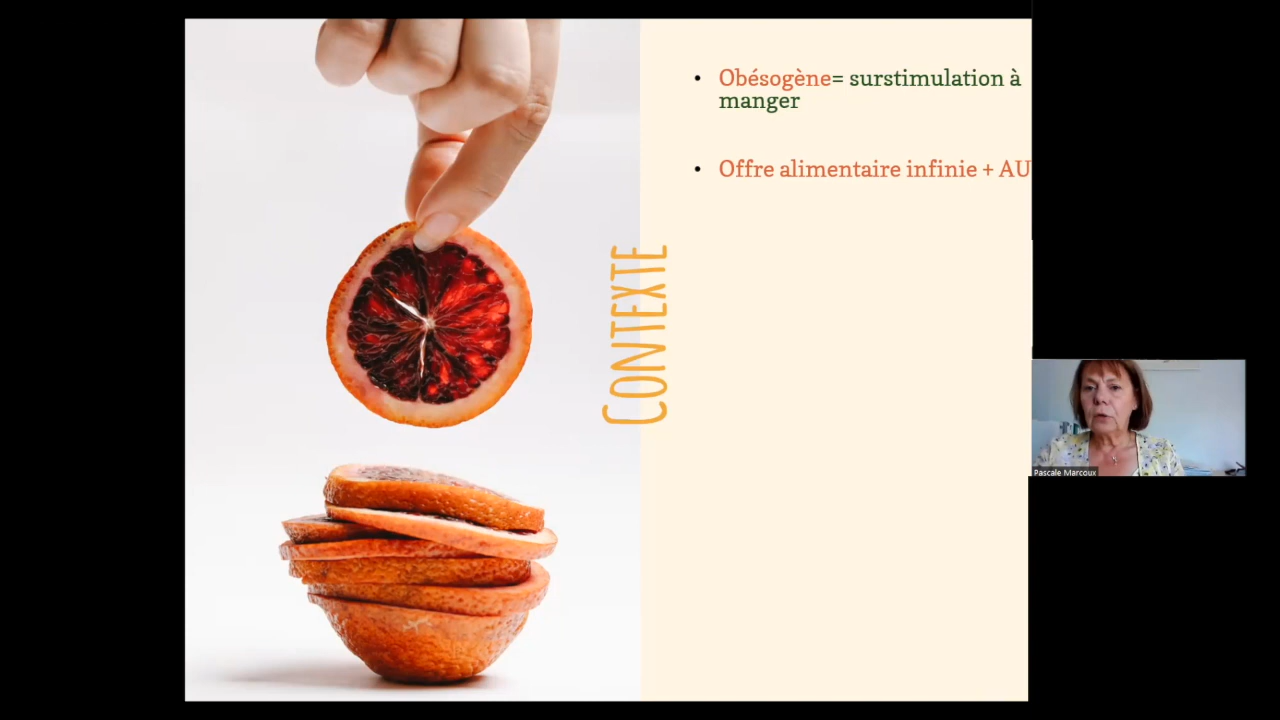 Obésogène= surstimulation à
manger
Offre alimentaire infinie + AU
CONTEXTE
Pascale Marcoux